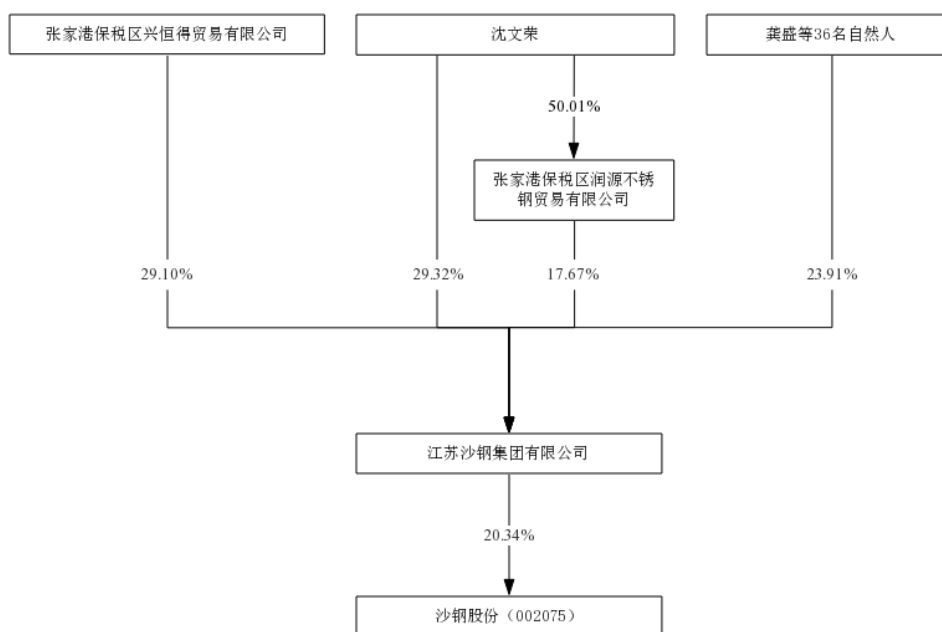 张家港保税区兴恒得贸易有限公司
沈文荣
龚盛等36名自然人
50.01%
张家港保税区润源不锈
钢贸易有限公司
29.10%
29.32%
17.67%
23.91%
江苏沙钢集团有限公司
20.34%
沙钢股份（002075）